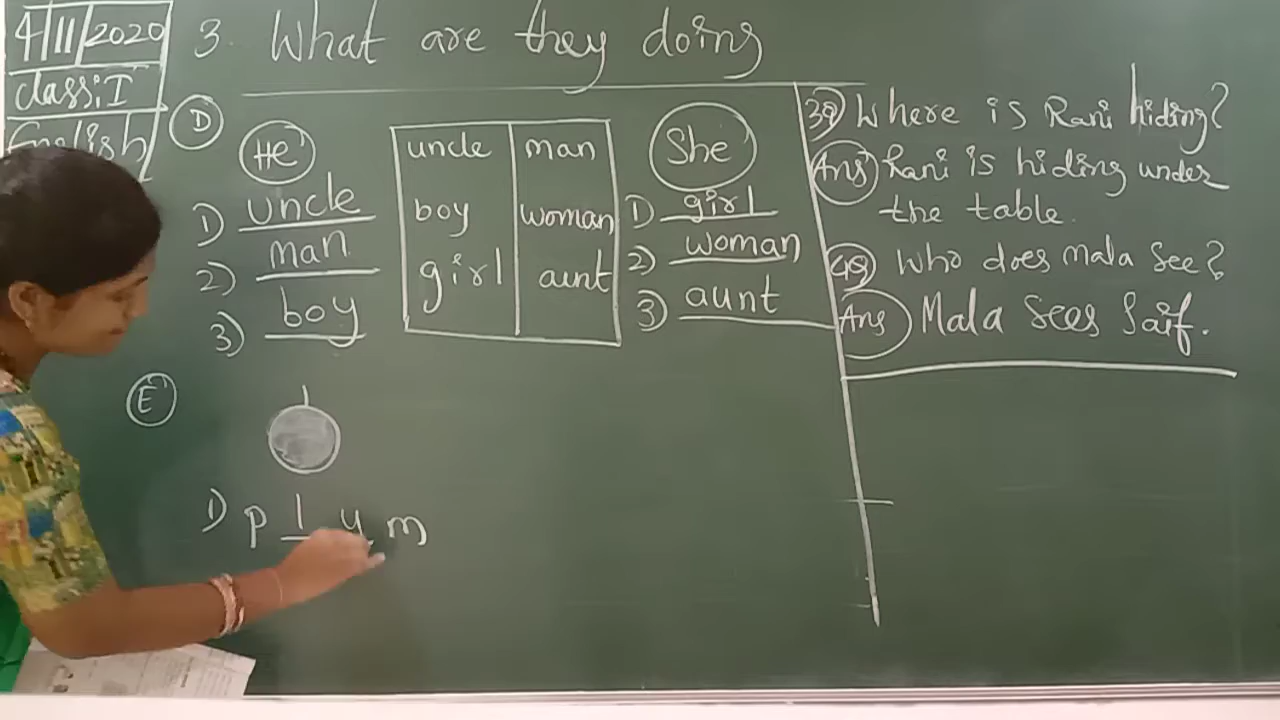 4/11/2020
class: I
English
3. What are they doing
D
He
1) uncle
2) man
3) boy
uncle man
boy woman
girl aunt
She
1) girl
2) woman
3) aunt
3Q Where is Rani hiding?
Ans Rani is hiding under
the table.
4Q Who does mala see?
Ans Mala sees Saif.
E
1) p l u m